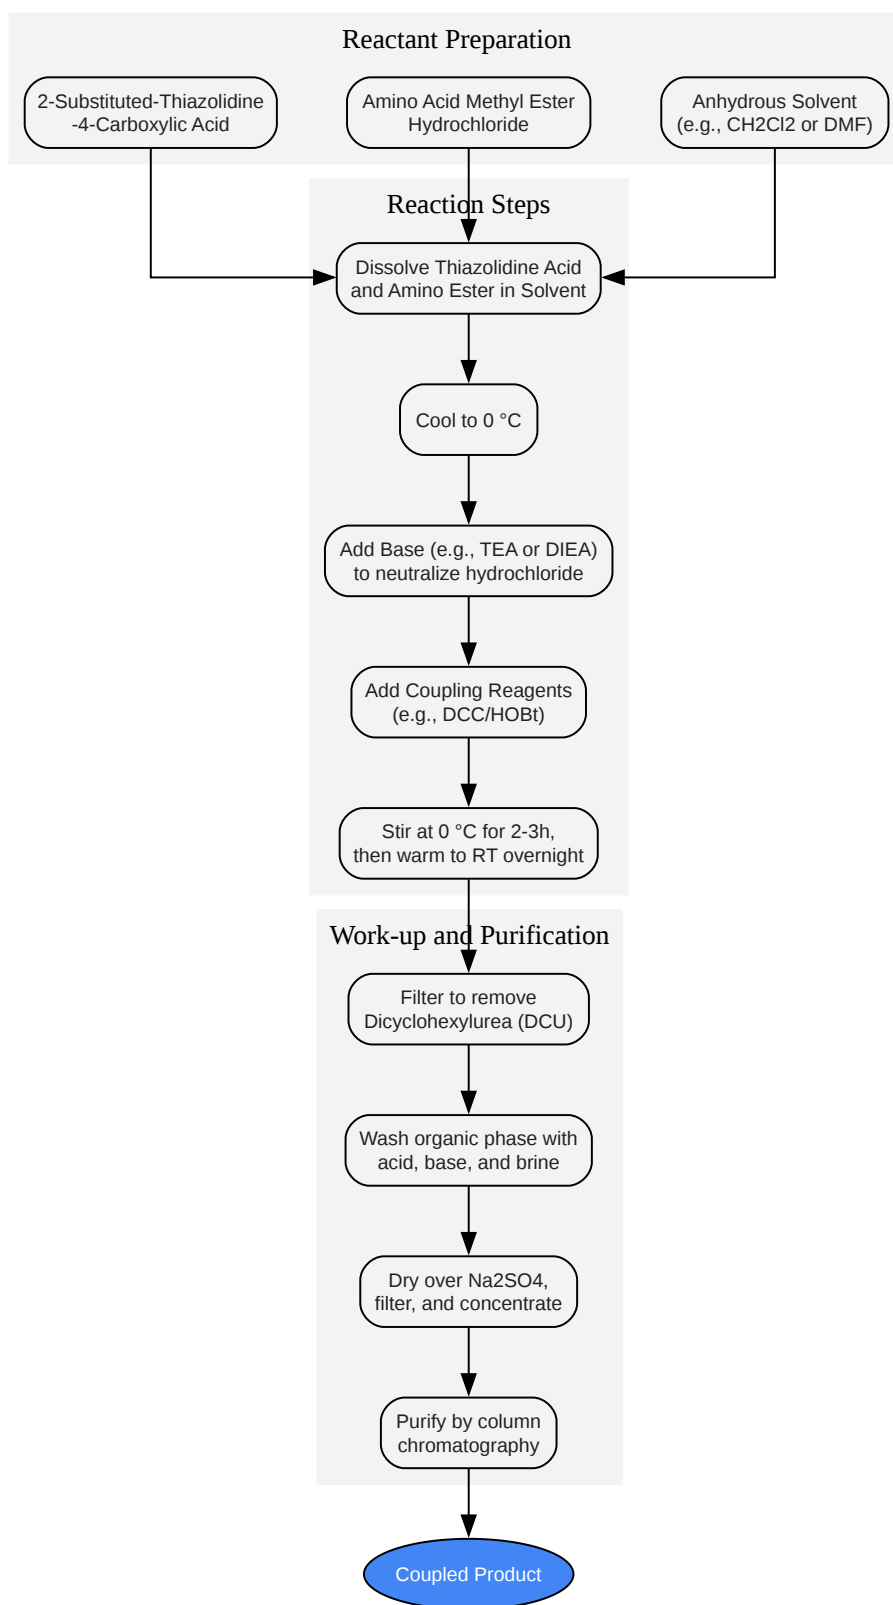 Reactant Preparation
2-Substituted-Thiazolidine
-4-Carboxylic Acid
Amino Acid Methyl Ester
Hydrochloride
Anhydrous Solvent
(e.g., CH2Cl2 or DMF)
Reaction Steps
Dissolve Thiazolidine Acid
and Amino Ester in Solvent
Cool to 0 °C
Add Base (e.g., TEA or DIEA)
to neutralize hydrochloride
Add Coupling Reagents
(e.g., DCC/HOBt)
Stir at 0 °C for 2-3h,
then warm to RT overnight
Work-up and Purification
Filter to remove
Dicyclohexylurea (DCU)
Wash organic phase with
acid, base, and brine
Dry over Na2SO4,
filter, and concentrate
Purify by column
chromatography
Coupled Product